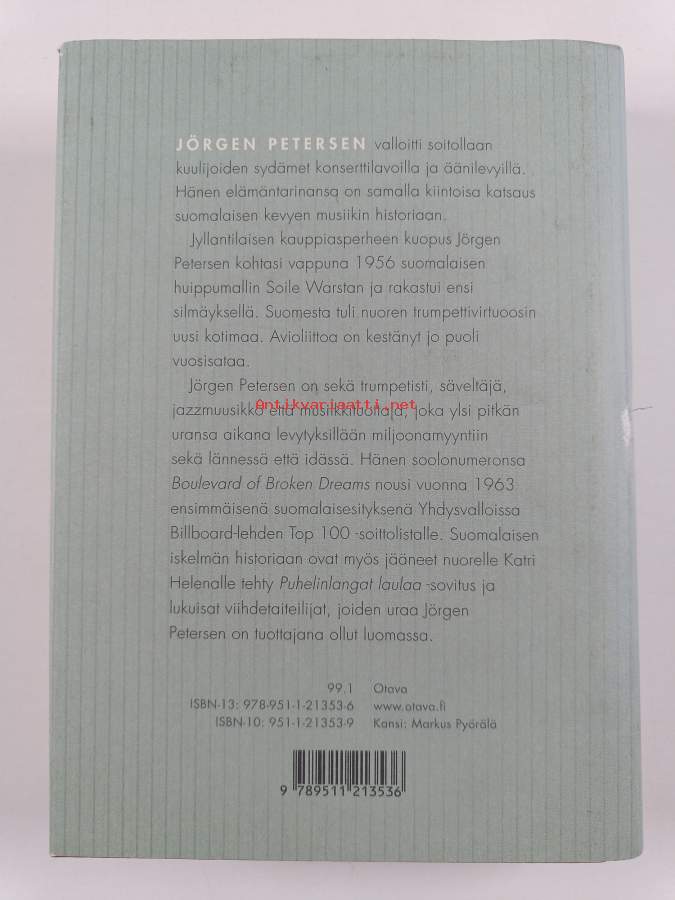 JÖRGEN PETERSEN valloitti soitollaan
kuulijoiden sydämet konserttilavoilla ja äänilevyillä.
Hänen elämäntarinansa on samalla kiintoisa katsaus
suomalaisen kevyen musiikin historiaan.
Jyllantilaisen kauppiasperheen kuopus Jörgen
Petersen kohtasi vappuna 1956 suomalaisen
huippumallin Soile Warstan ja rakastui ensi
silmäyksellä. Suomesta tuli nuoren trumpettivirtuoosin
uusi kotimaa. Avioliittoa on kestänyt jo puoli
vuosisataa.
Jörgen Petersen on sekä trumpetisti, säveltäjä,
Antikvariaatti.net
jazzmuusikko että musiikkituottaja, joka ylsi pitkän
uransa aikana levytyksillään miljoonamyyntiin
sekä lännessä että idässä. Hänen soolonumeronsa
Boulevard of Broken Dreams nousi vuonna 1963
ensimmäisenä suomalaisesityksenä Yhdysvalloissa
Billboard-lehden Top 100 -soittolistalle. Suomalaisen
iskelmän historiaan ovat myös jääneet nuorelle Katri
Helenalle tehty Puhelinlangat laulaa -sovitus ja
lukuisat viihdetaiteilijat, joiden uraa Jörgen
Petersen on tuottajana ollut luomassa.
99.1 Otava
ISBN-13: 978-951-1-21353-6 www.otava.fi
ISBN-10: 951-1-21353-9 Kansi: Markus Pyörälä
9 789511 213536